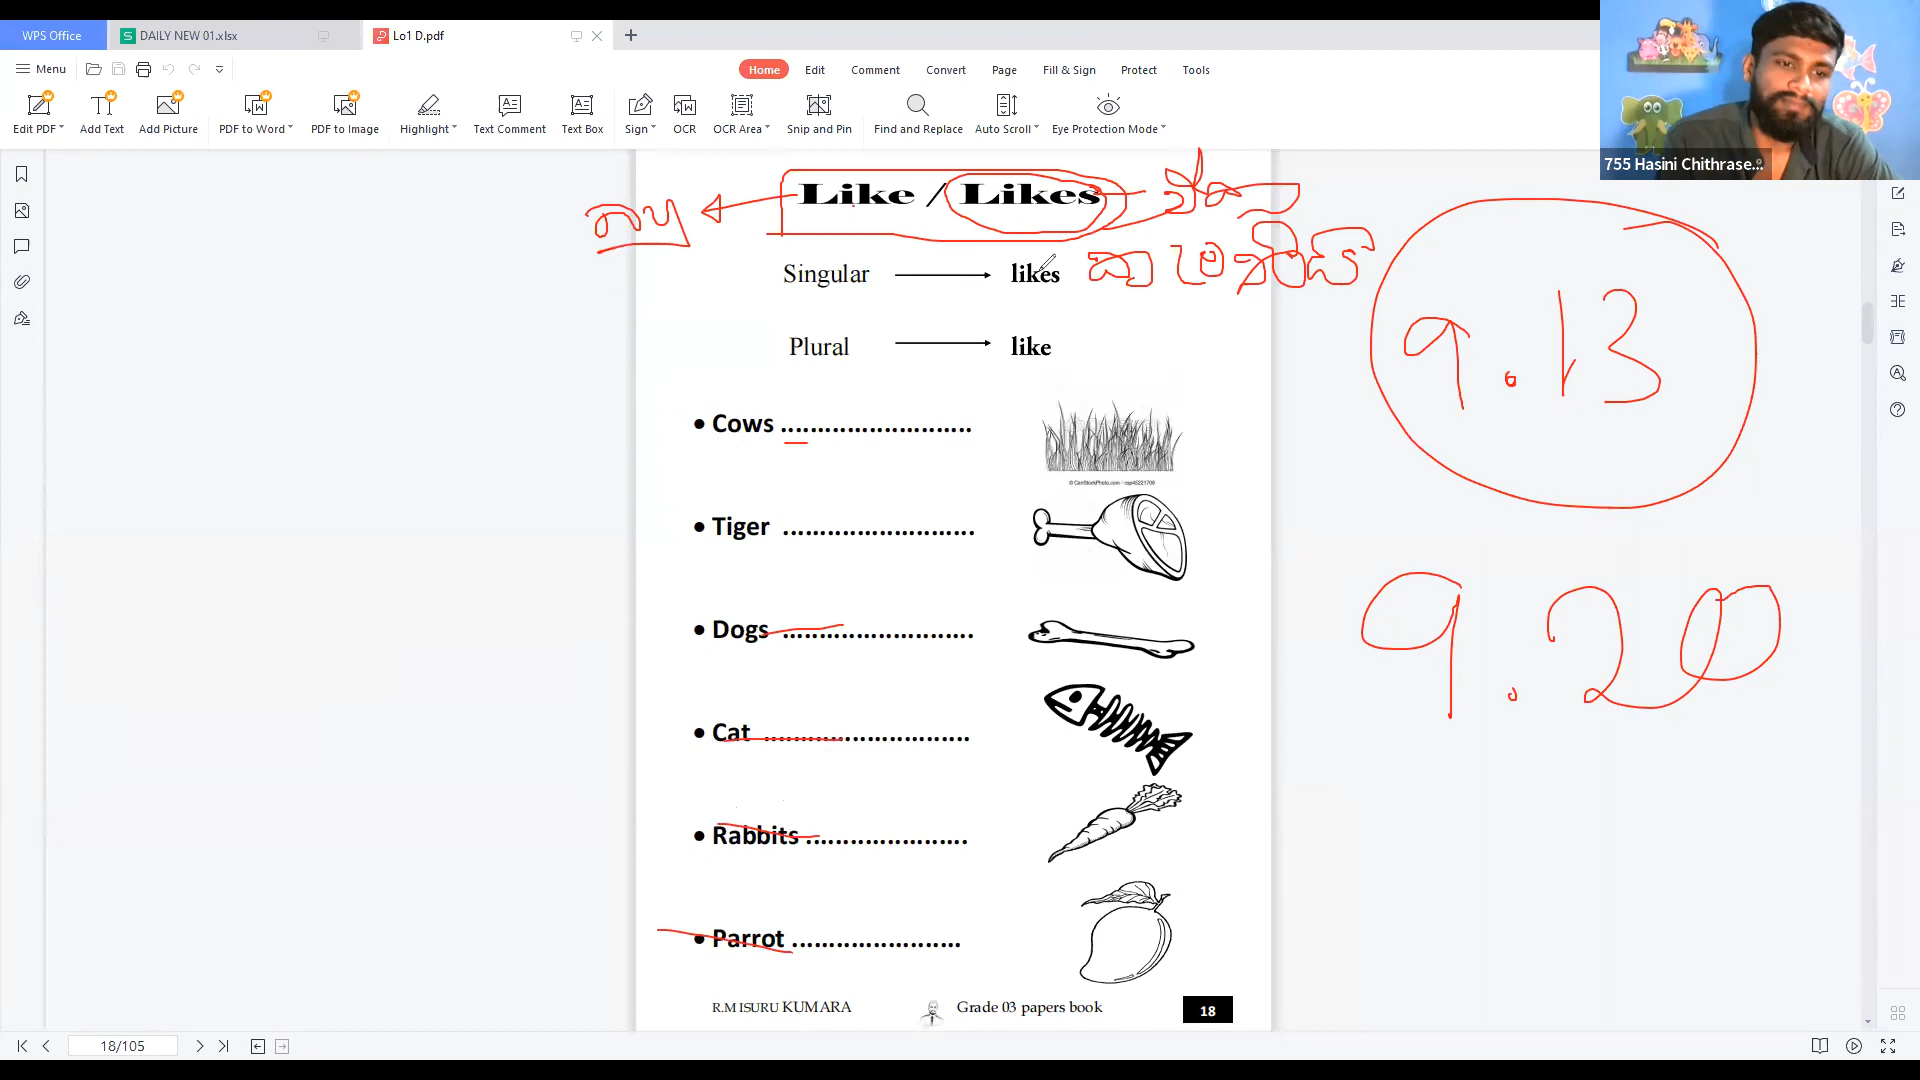 WPS Office
DAILY NEW 01.xlsx
Lo1 D.pdf
Menu
Home Edit Comment Convert Page Fill & Sign Protect Tools
Edit PDF Add Text Add Picture PDF to Word PDF to Image Highlight Text Comment Text Box Sign OCR OCR Area Snip and Pin Find and Replace Auto Scroll Eye Protection Mode
755 Hasini Chithrase...
Like / Likes
Singular likes
Plural like
9.13
9.20
• Cows ..........................
© CanStockPhoto.com - csp45221709
• Tiger ..........................
• Dogs ..........................
• Cat ............................
• Rabbits ......................
• Parrot .......................
R.M ISURU KUMARA Grade 03 papers book 18
18/105